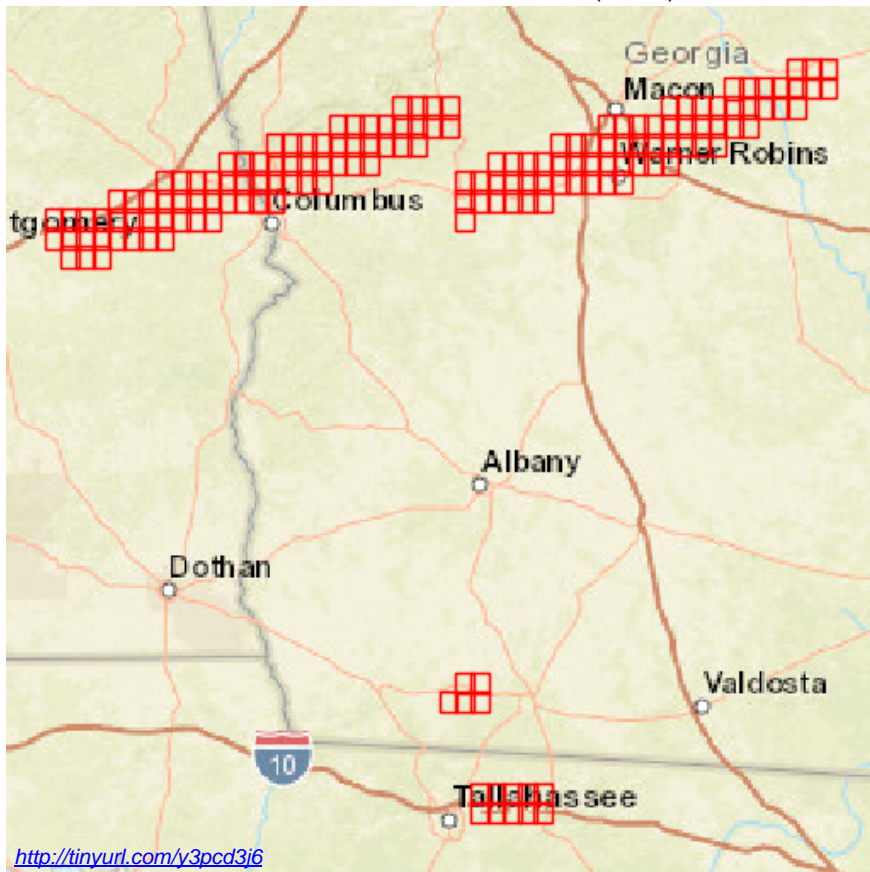 Georgia
Macon
Warner Robins
Columbus
tgomery
Albany
Dothan
Valdosta
10
Tallahassee
http://tinyurl.com/y3pcd3j6